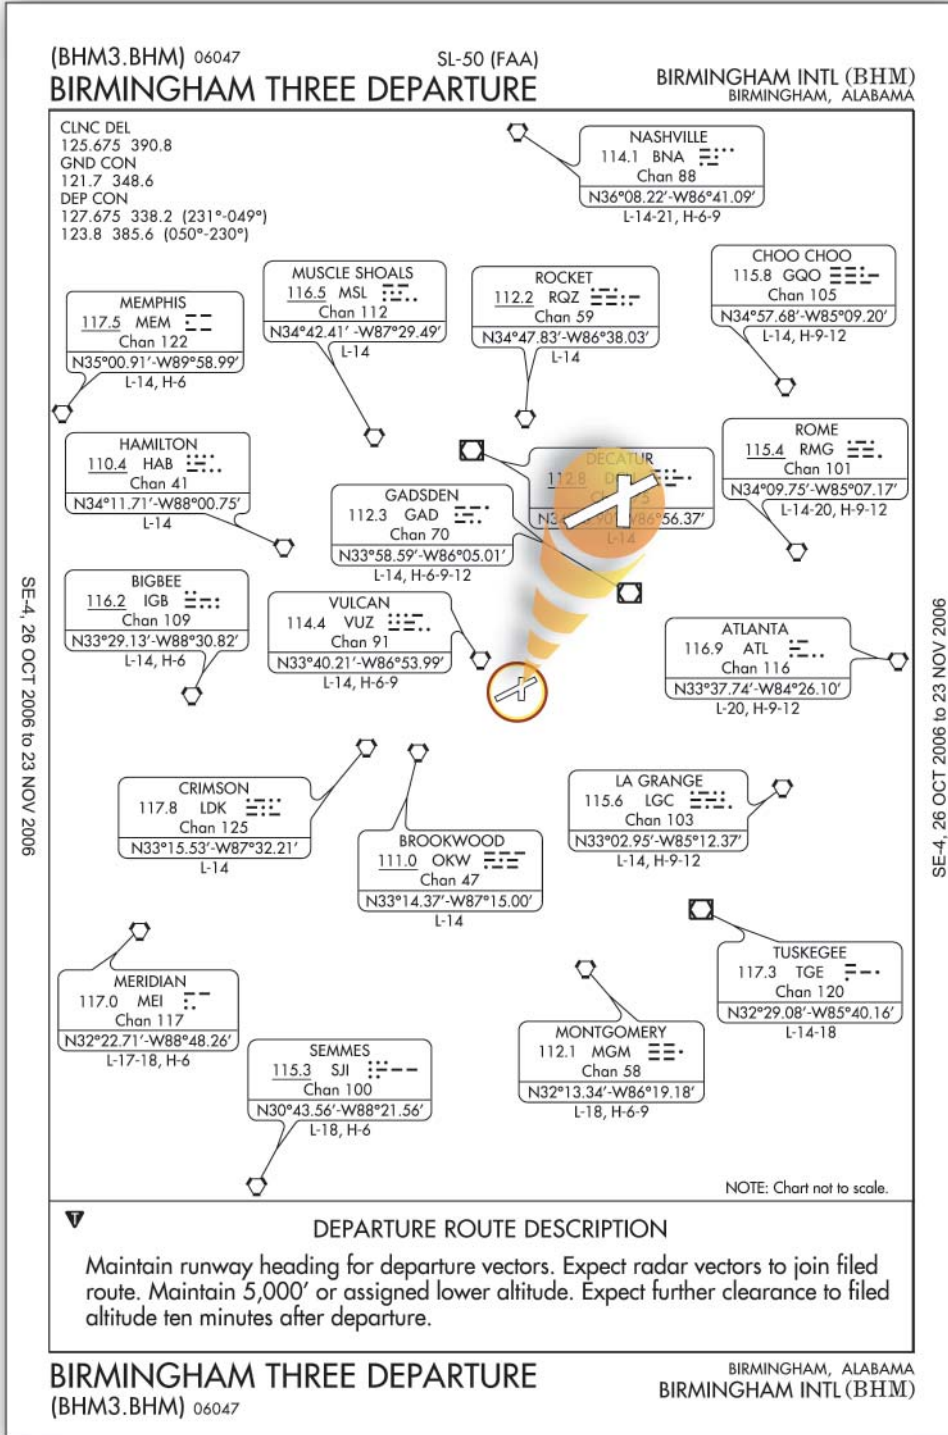 (BHM3.BHM) 06047
SL-50 (FAA)
BIRMINGHAM THREE DEPARTURE
BIRMINGHAM INTL (BHM)
BIRMINGHAM, ALABAMA
CLNC DEL
125.675 390.8
GND CON
121.7 348.6
DEP CON
127.675 338.2 (231°-049°)
123.8 385.6 (050°-230°)
NASHVILLE
114.1 BNA
Chan 88
N36°08.22'-W86°41.09'
L-14-21, H-6-9
MEMPHIS
117.5 MEM
Chan 122
N35°00.91'-W89°58.99'
L-14, H-6
MUSCLE SHOALS
116.5 MSL
Chan 112
N34°42.41' -W87°29.49'
L-14
ROCKET
112.2 RQZ
Chan 59
N34°47.83'-W86°38.03'
L-14
CHOO CHOO
115.8 GQO
Chan 105
N34°57.68'-W85°09.20'
L-14, H-9-12
HAMILTON
110.4 HAB
Chan 41
N34°11.71'-W88°00.75'
L-14
GADSDEN
112.3 GAD
Chan 70
N33°58.59'-W86°05.01'
L-14, H-6-9-12
DECATUR
112.8
L-14
ROME
115.4 RMG
Chan 101
N34°09.75'-W85°07.17'
L-14-20, H-9-12
BIGBEE
116.2 IGB
Chan 109
N33°29.13'-W88°30.82'
L-14, H-6
VULCAN
114.4 VUZ
Chan 91
N33°40.21'-W86°53.99'
L-14, H-6-9
ATLANTA
116.9 ATL
Chan 116
N33°37.74'-W84°26.10'
L-20, H-9-12
CRIMSON
117.8 LDK
Chan 125
N33°15.53'-W87°32.21'
L-14
BROOKWOOD
111.0 OKW
Chan 47
N33°14.37'-W87°15.00'
L-14
LA GRANGE
115.6 LGC
Chan 103
N33°02.95'-W85°12.37'
L-14, H-9-12
MERIDIAN
117.0 MEI
Chan 117
N32°22.71'-W88°48.26'
L-17-18, H-6
SEMMES
115.3 SJI
Chan 100
N30°43.56'-W88°21.56'
L-18, H-6
MONTGOMERY
112.1 MGM
Chan 58
N32°13.34'-W86°19.18'
L-18, H-6-9
TUSKEGEE
117.3 TGE
Chan 120
N32°29.08'-W85°40.16'
L-14-18
SE-4, 26 OCT 2006 to 23 NOV 2006
SE-4, 26 OCT 2006 to 23 NOV 2006
NOTE: Chart not to scale.
T
DEPARTURE ROUTE DESCRIPTION
Maintain runway heading for departure vectors. Expect radar vectors to join filed
route. Maintain 5,000' or assigned lower altitude. Expect further clearance to filed
altitude ten minutes after departure.
BIRMINGHAM THREE DEPARTURE
(BHM3.BHM) 06047
BIRMINGHAM, ALABAMA
BIRMINGHAM INTL (BHM)